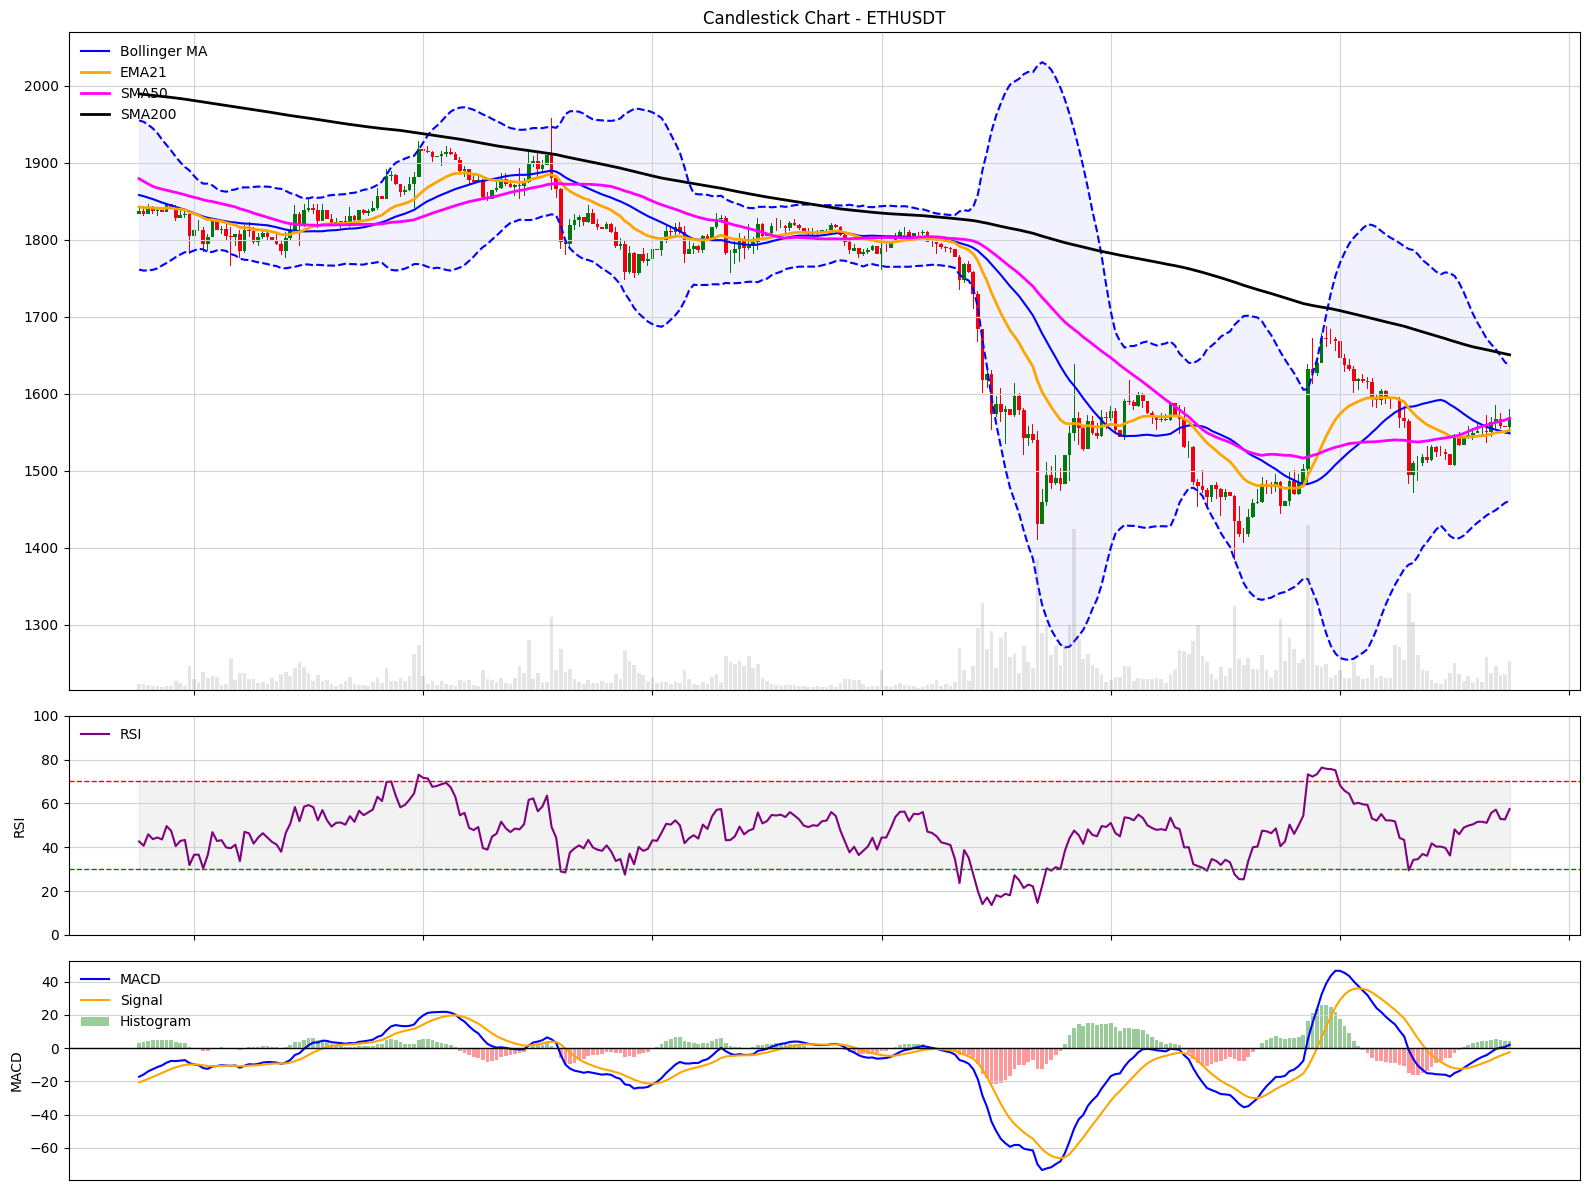 Candlestick Chart - ETHUSDT
Bollinger MA
EMA21
SMA50
SMA200
2000
1900
1800
1700
1600
1500
1400
1300
RSI
100
80
60
40
20
0
RSI
MACD
Signal
Histogram
40
20
0
−20
−40
−60
MACD